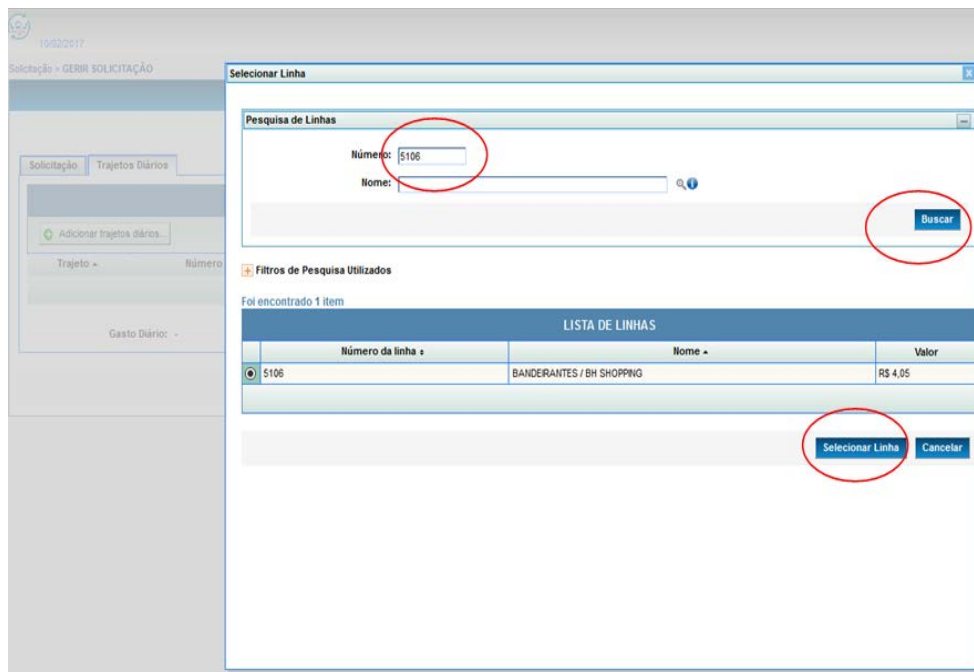 10/02/2017
Solicitação » GERIR SOLICITAÇÃO
Selecionar Linha
x
Pesquisa de Linhas
Número: 5106
Nome:
Buscar
Solicitação Trajetos Diários
Adicionar trajetos diários...
Trajeto Número
Gasto Diário: -
Filtros de Pesquisa Utilizados
Foi encontrado 1 item
LISTA DE LINHAS
Número da linha Nome Valor
5106 BANDEIRANTES / BH SHOPPING R$ 4,05
Selecionar Linha Cancelar